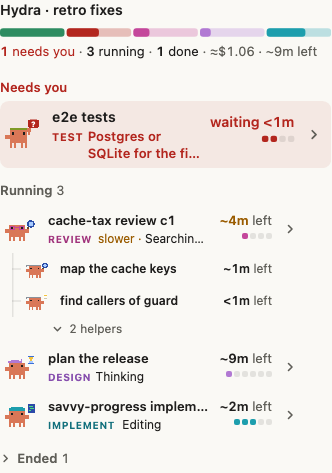 Hydra · retro fixes
1 needs you · 3 running · 1 done · ≈$1.06 · ~9m left
Needs you
e2e tests
waiting <1m
TEST Postgres or
SQLite for the fi...
Running 3
cache-tax review c1
~4m left
REVIEW slower · Searchin...
map the cache keys
~1m left
find callers of guard
<1m left
2 helpers
plan the release
~9m left
DESIGN Thinking
savvy-progress implem...
~2m left
IMPLEMENT Editing
Ended 1